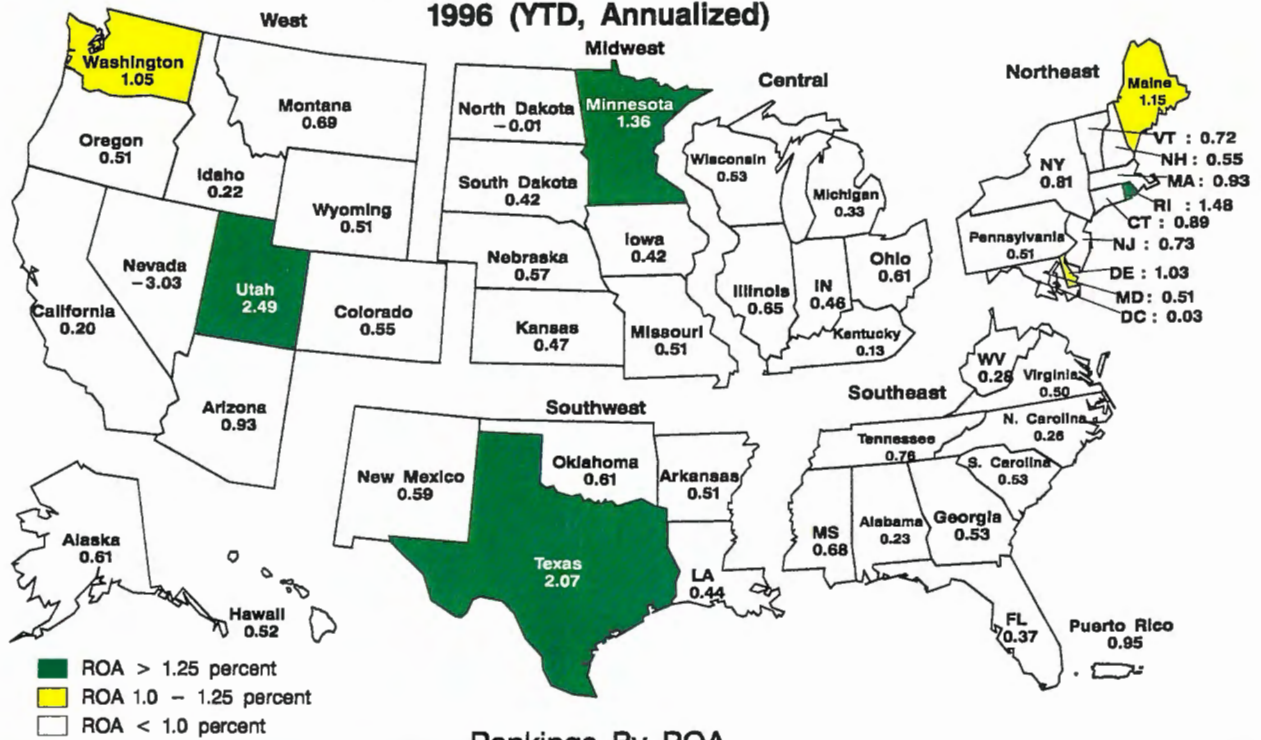 1996 (YTD, Annualized)
West
Midwest
Central
Northeast
Washington
1.05
Montana
0.69
Oregon
0.51
Idaho
0.22
Wyoming
0.51
Nevada
-3.03
Utah
2.49
Colorado
0.55
California
0.20
Arizona
0.93
Alaska
0.61
Hawaii
0.52
North Dakota
-0.01
Minnesota
1.36
South Dakota
0.42
Nebraska
0.57
Iowa
0.42
Kansas
0.47
Missouri
0.51
Wisconsin
0.53
Michigan
0.33
Illinois
0.65
IN
0.46
Ohio
0.61
Kentucky
0.13
Maine
1.15
NY
0.81
Pennsylvania
0.51
VT : 0.72
NH : 0.55
MA : 0.93
RI : 1.48
CT : 0.89
NJ : 0.73
DE : 1.03
MD : 0.51
DC : 0.03
Southwest
New Mexico
0.59
Oklahoma
0.61
Arkansas
0.51
Texas
2.07
LA
0.44
Southeast
WV
0.28
Virginia
0.50
N. Carolina
0.26
Tennessee
0.76
S. Carolina
0.53
MS
0.68
Alabama
0.23
Georgia
0.53
FL
0.37
Puerto Rico
0.95
ROA > 1.25 percent
ROA 1.0 - 1.25 percent
ROA < 1.0 percent
Rankings By ROA